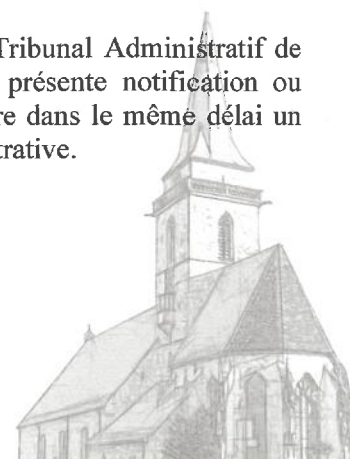 Tribunal Administratif de
présente notification ou
re dans le même délai un
trative.